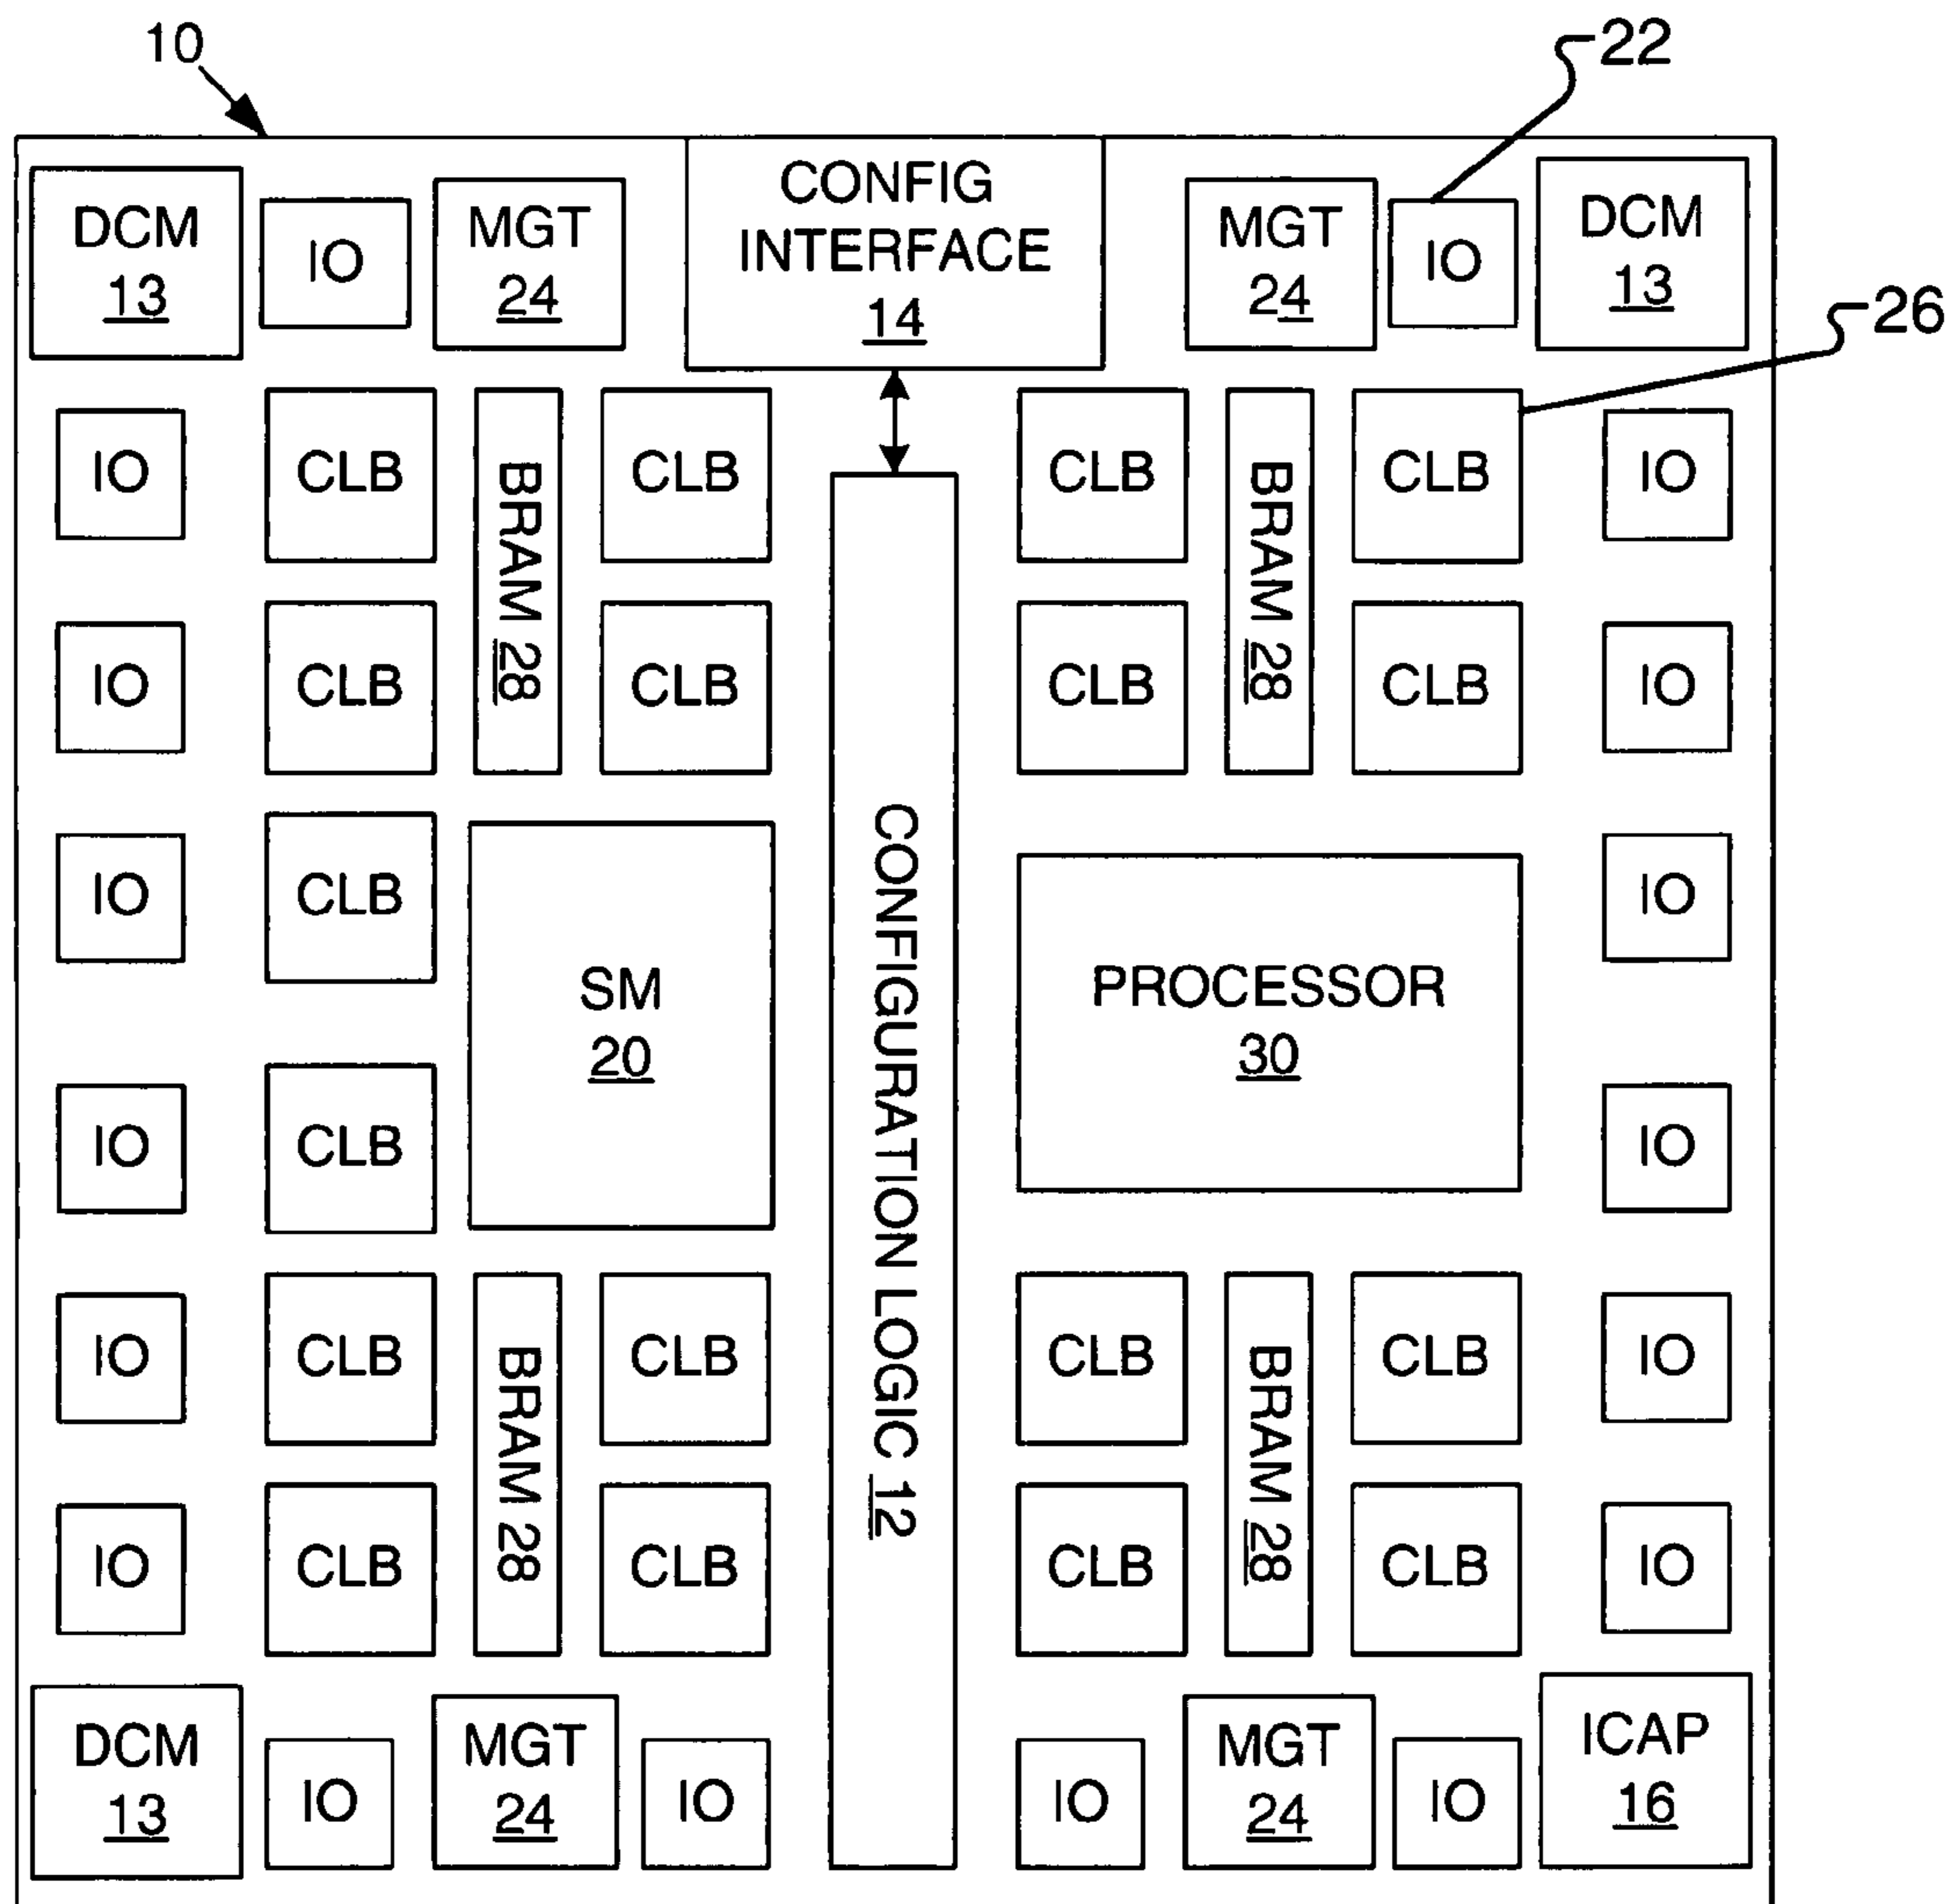 10
22
DCM
13
IO
MGT
24
CONFIG
INTERFACE
14
MGT
24
IO
DCM
13
26
IO
CLB
BRAM 28
CLB
CLB
BRAM 28
CLB
IO
IO
CLB
CLB
CLB
CLB
IO
IO
CLB
SM
20
CONFIGURATION LOGIC 12
PROCESSOR
30
IO
IO
CLB
IO
IO
CLB
BRAM 28
CLB
CLB
BRAM 28
CLB
IO
IO
CLB
CLB
CLB
CLB
IO
DCM
13
IO
MGT
24
IO
IO
MGT
24
IO
ICAP
16